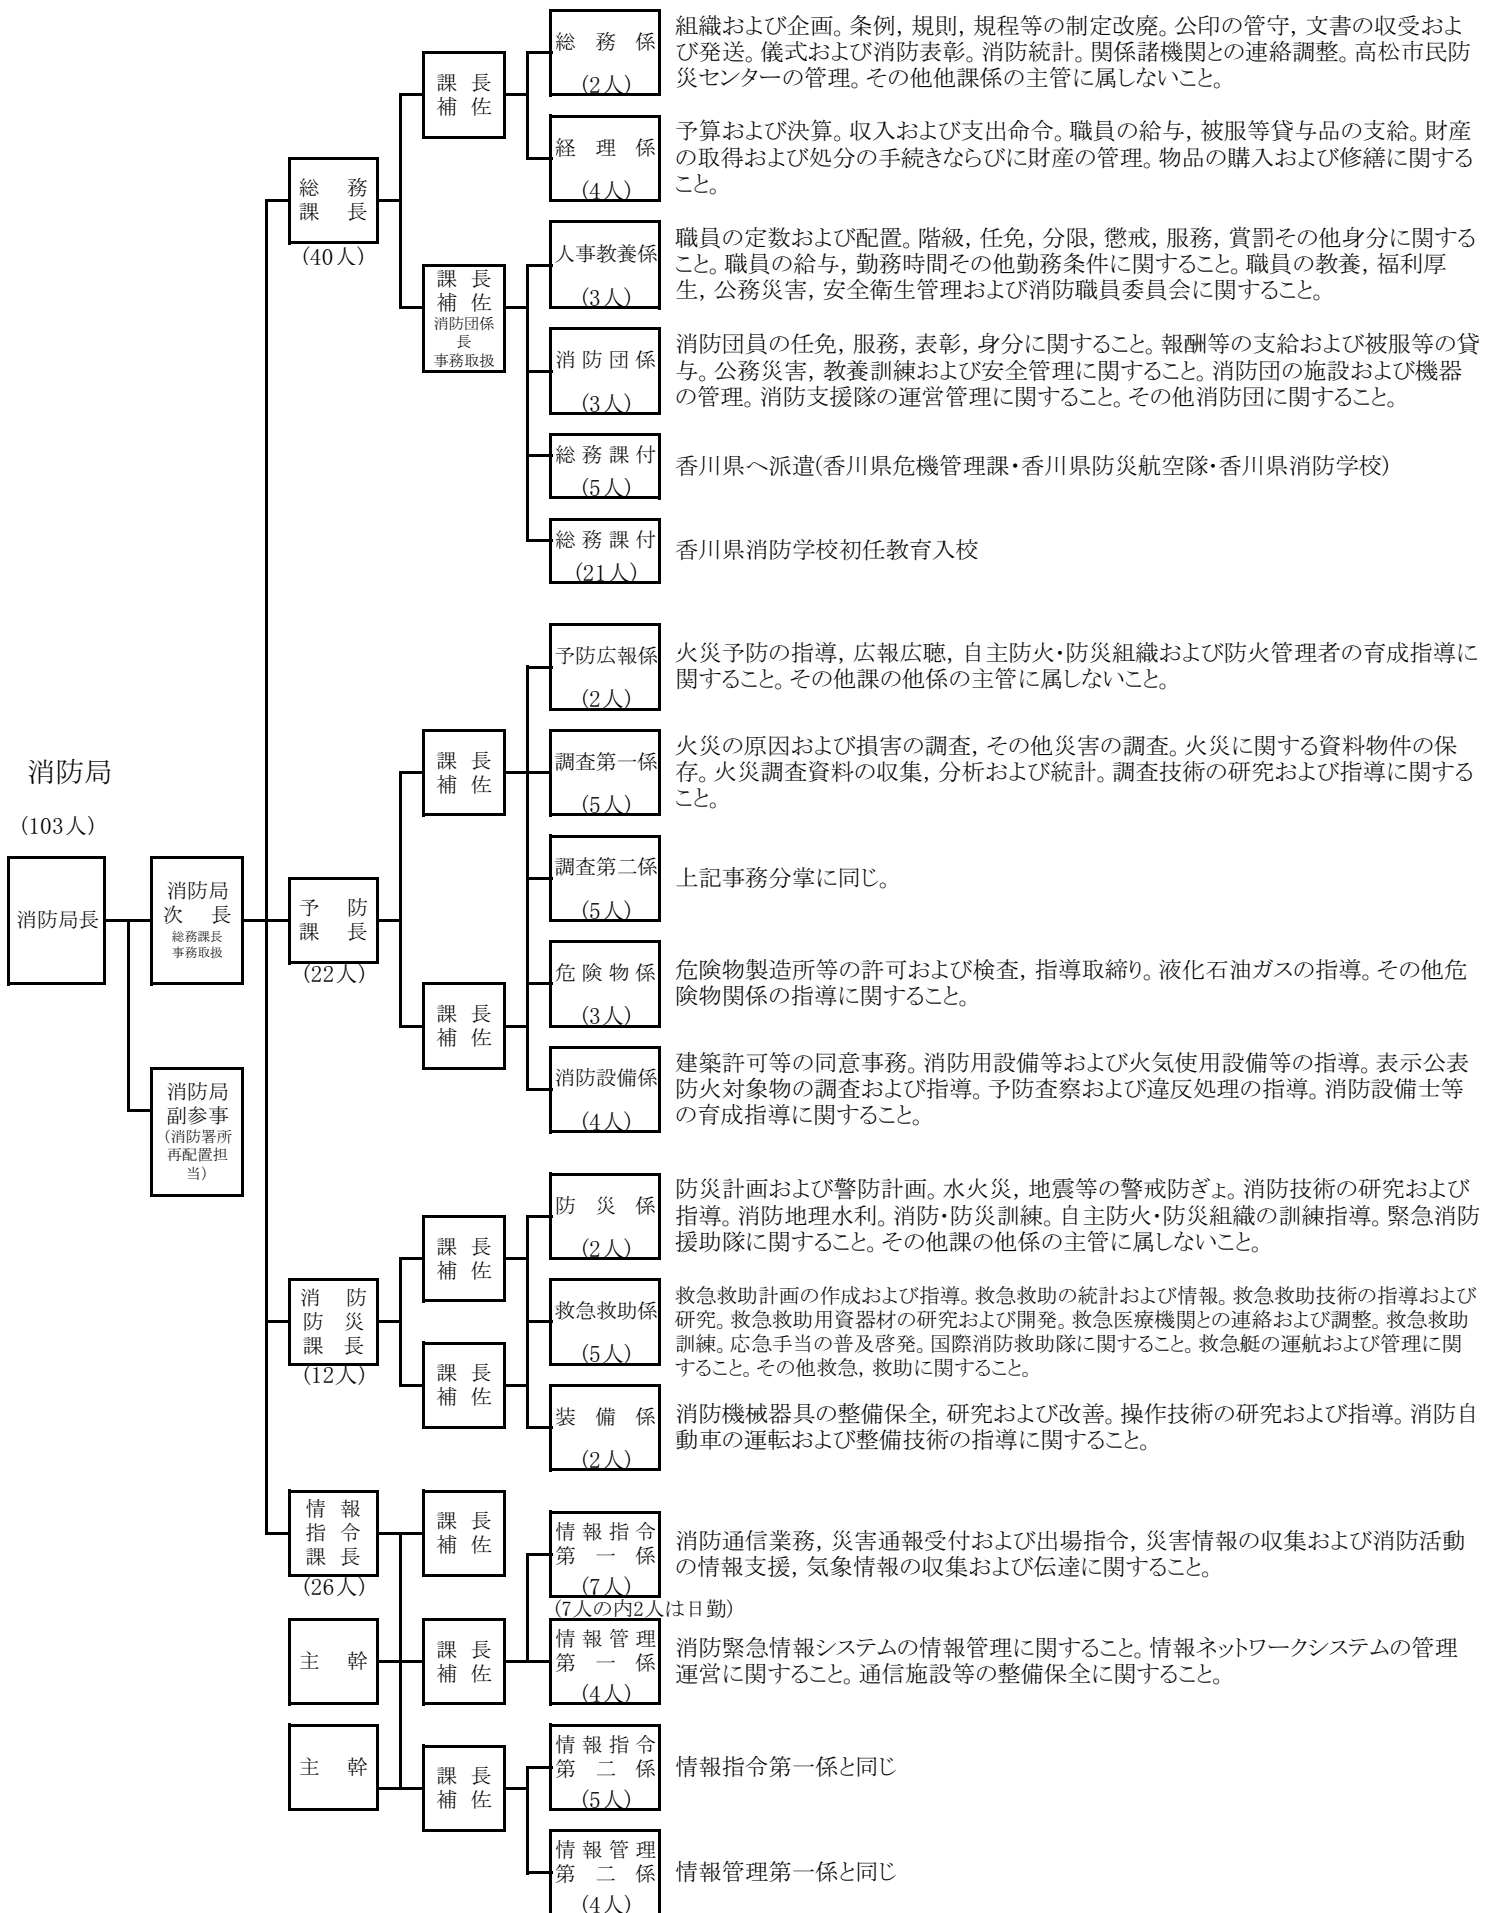 消防局
(103人)
消防局長
消防局
次　長
総務課長
事務取扱
消防局
副参事
(消防署所
再配置担
当)
総　務
課　長
(40人)
課 長
補 佐
総　務　係
(2人)
組織および企画。条例, 規則, 規程等の制定改廃。公印の管守, 文書の収受およ
び発送。儀式および消防表彰。消防統計。関係諸機関との連絡調整。高松市民防
災センターの管理。その他他課係の主管に属しないこと。
経　理　係
(4人)
予算および決算。収入および支出命令。職員の給与, 被服等貸与品の支給。財産
の取得および処分の手続きならびに財産の管理。物品の購入および修繕に関する
こと。
課 長
補 佐
消防団係
長
事務取扱
人事教養係
(3人)
職員の定数および配置。階級, 任免, 分限, 懲戒, 服務, 賞罰その他身分に関する
こと。職員の給与, 勤務時間その他勤務条件に関すること。職員の教養, 福利厚
生, 公務災害, 安全衛生管理および消防職員委員会に関すること。
消 防 団 係
(3人)
消防団員の任免, 服務, 表彰, 身分に関すること。報酬等の支給および被服等の貸
与。公務災害, 教養訓練および安全管理に関すること。消防団の施設および機器
の管理。消防支援隊の運営管理に関すること。その他消防団に関すること。
総 務 課 付
(5人)
香川県へ派遣(香川県危機管理課・香川県防災航空隊・香川県消防学校)
総 務 課 付
(21人)
香川県消防学校初任教育入校
予　防
課　長
(22人)
課 長
補 佐
予防広報係
(2人)
火災予防の指導, 広報広聴, 自主防火・防災組織および防火管理者の育成指導に
関すること。その他課の他係の主管に属しないこと。
調査第一係
(5人)
火災の原因および損害の調査, その他災害の調査。火災に関する資料物件の保
存。火災調査資料の収集, 分析および統計。調査技術の研究および指導に関する
こと。
調査第二係
(5人)
上記事務分掌に同じ。
課 長
補 佐
危 険 物 係
(3人)
危険物製造所等の許可および検査, 指導取締り。液化石油ガスの指導。その他危
険物関係の指導に関すること。
消防設備係
(4人)
建築許可等の同意事務。消防用設備等および火気使用設備等の指導。表示公表
防火対象物の調査および指導。予防査察および違反処理の指導。消防設備士等
の育成指導に関すること。
消　防
防　災
課　長
(12人)
課 長
補 佐
課 長
補 佐
防　災　係
(2人)
防災計画および警防計画。水火災, 地震等の警戒防ぎょ。消防技術の研究および
指導。消防地理水利。消防・防災訓練。自主防火・防災組織の訓練指導。緊急消防
援助隊に関すること。その他課の他係の主管に属しないこと。
救急救助係
(5人)
救急救助計画の作成および指導。救急救助の統計および情報。救急救助技術の指導および
研究。救急救助用資器材の研究および開発。救急医療機関との連絡および調整。救急救助
訓練。応急手当の普及啓発。国際消防救助隊に関すること。救急艇の運航および管理に関
すること。その他救急, 救助に関すること。
装　備　係
(2人)
消防機械器具の整備保全, 研究および改善。操作技術の研究および指導。消防自
動車の運転および整備技術の指導に関すること。
情 報
指 令
課 長
(26人)
課 長
補 佐
情 報 指 令
第　一　係
(7人)
(7人の内2人は日勤)
消防通信業務, 災害通報受付および出場指令, 災害情報の収集および消防活動
の情報支援, 気象情報の収集および伝達に関すること。
主　幹
課 長
補 佐
情 報 管 理
第　一　係
(4人)
消防緊急情報システムの情報管理に関すること。情報ネットワークシステムの管理
運営に関すること。通信施設等の整備保全に関すること。
主　幹
課 長
補 佐
情 報 指 令
第　二　係
(5人)
情報指令第一係と同じ
情 報 管 理
第　二　係
(4人)
情報管理第一係と同じ